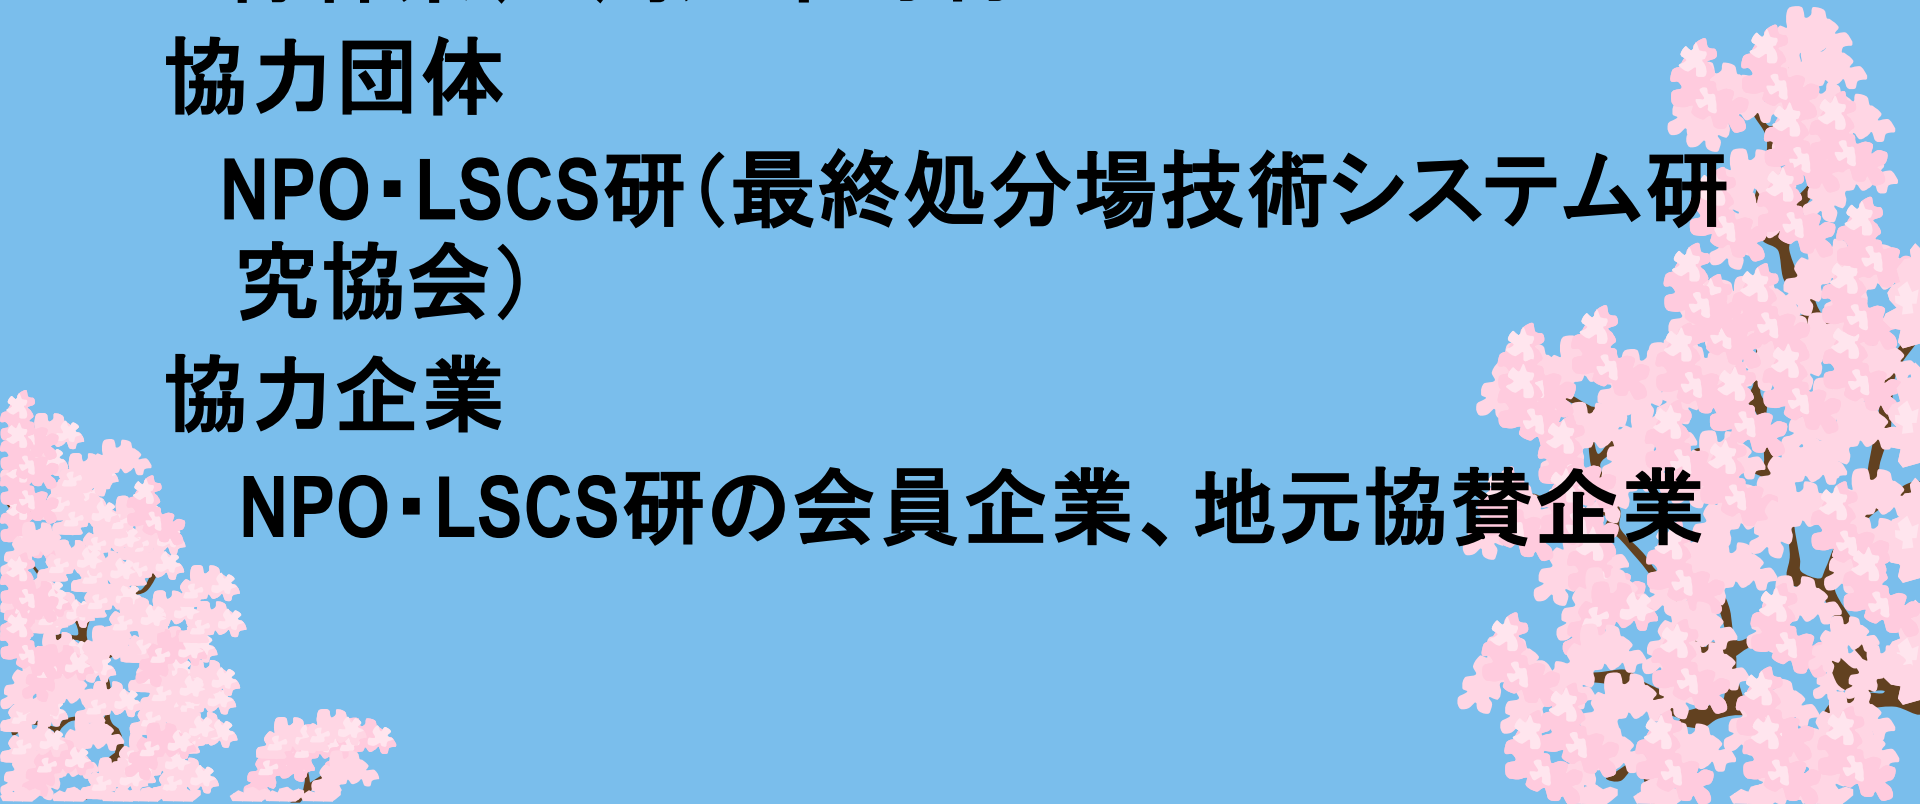 協力団体
NPO・LSCS研（最終処分場技術システム研
究協会）
協力企業
NPO・LSCS研の会員企業、地元協賛企業